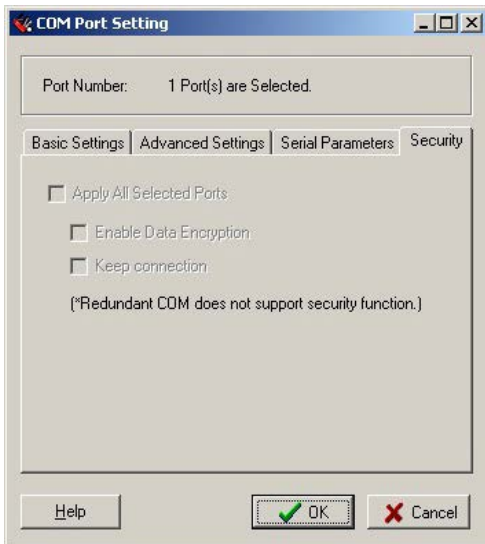 COM Port Setting
Port Number: 1 Port(s) are Selected.
Basic Settings Advanced Settings Serial Parameters Security
Apply All Selected Ports
Enable Data Encryption
Keep connection
(*Redundant COM does not support security function.)
Help OK Cancel